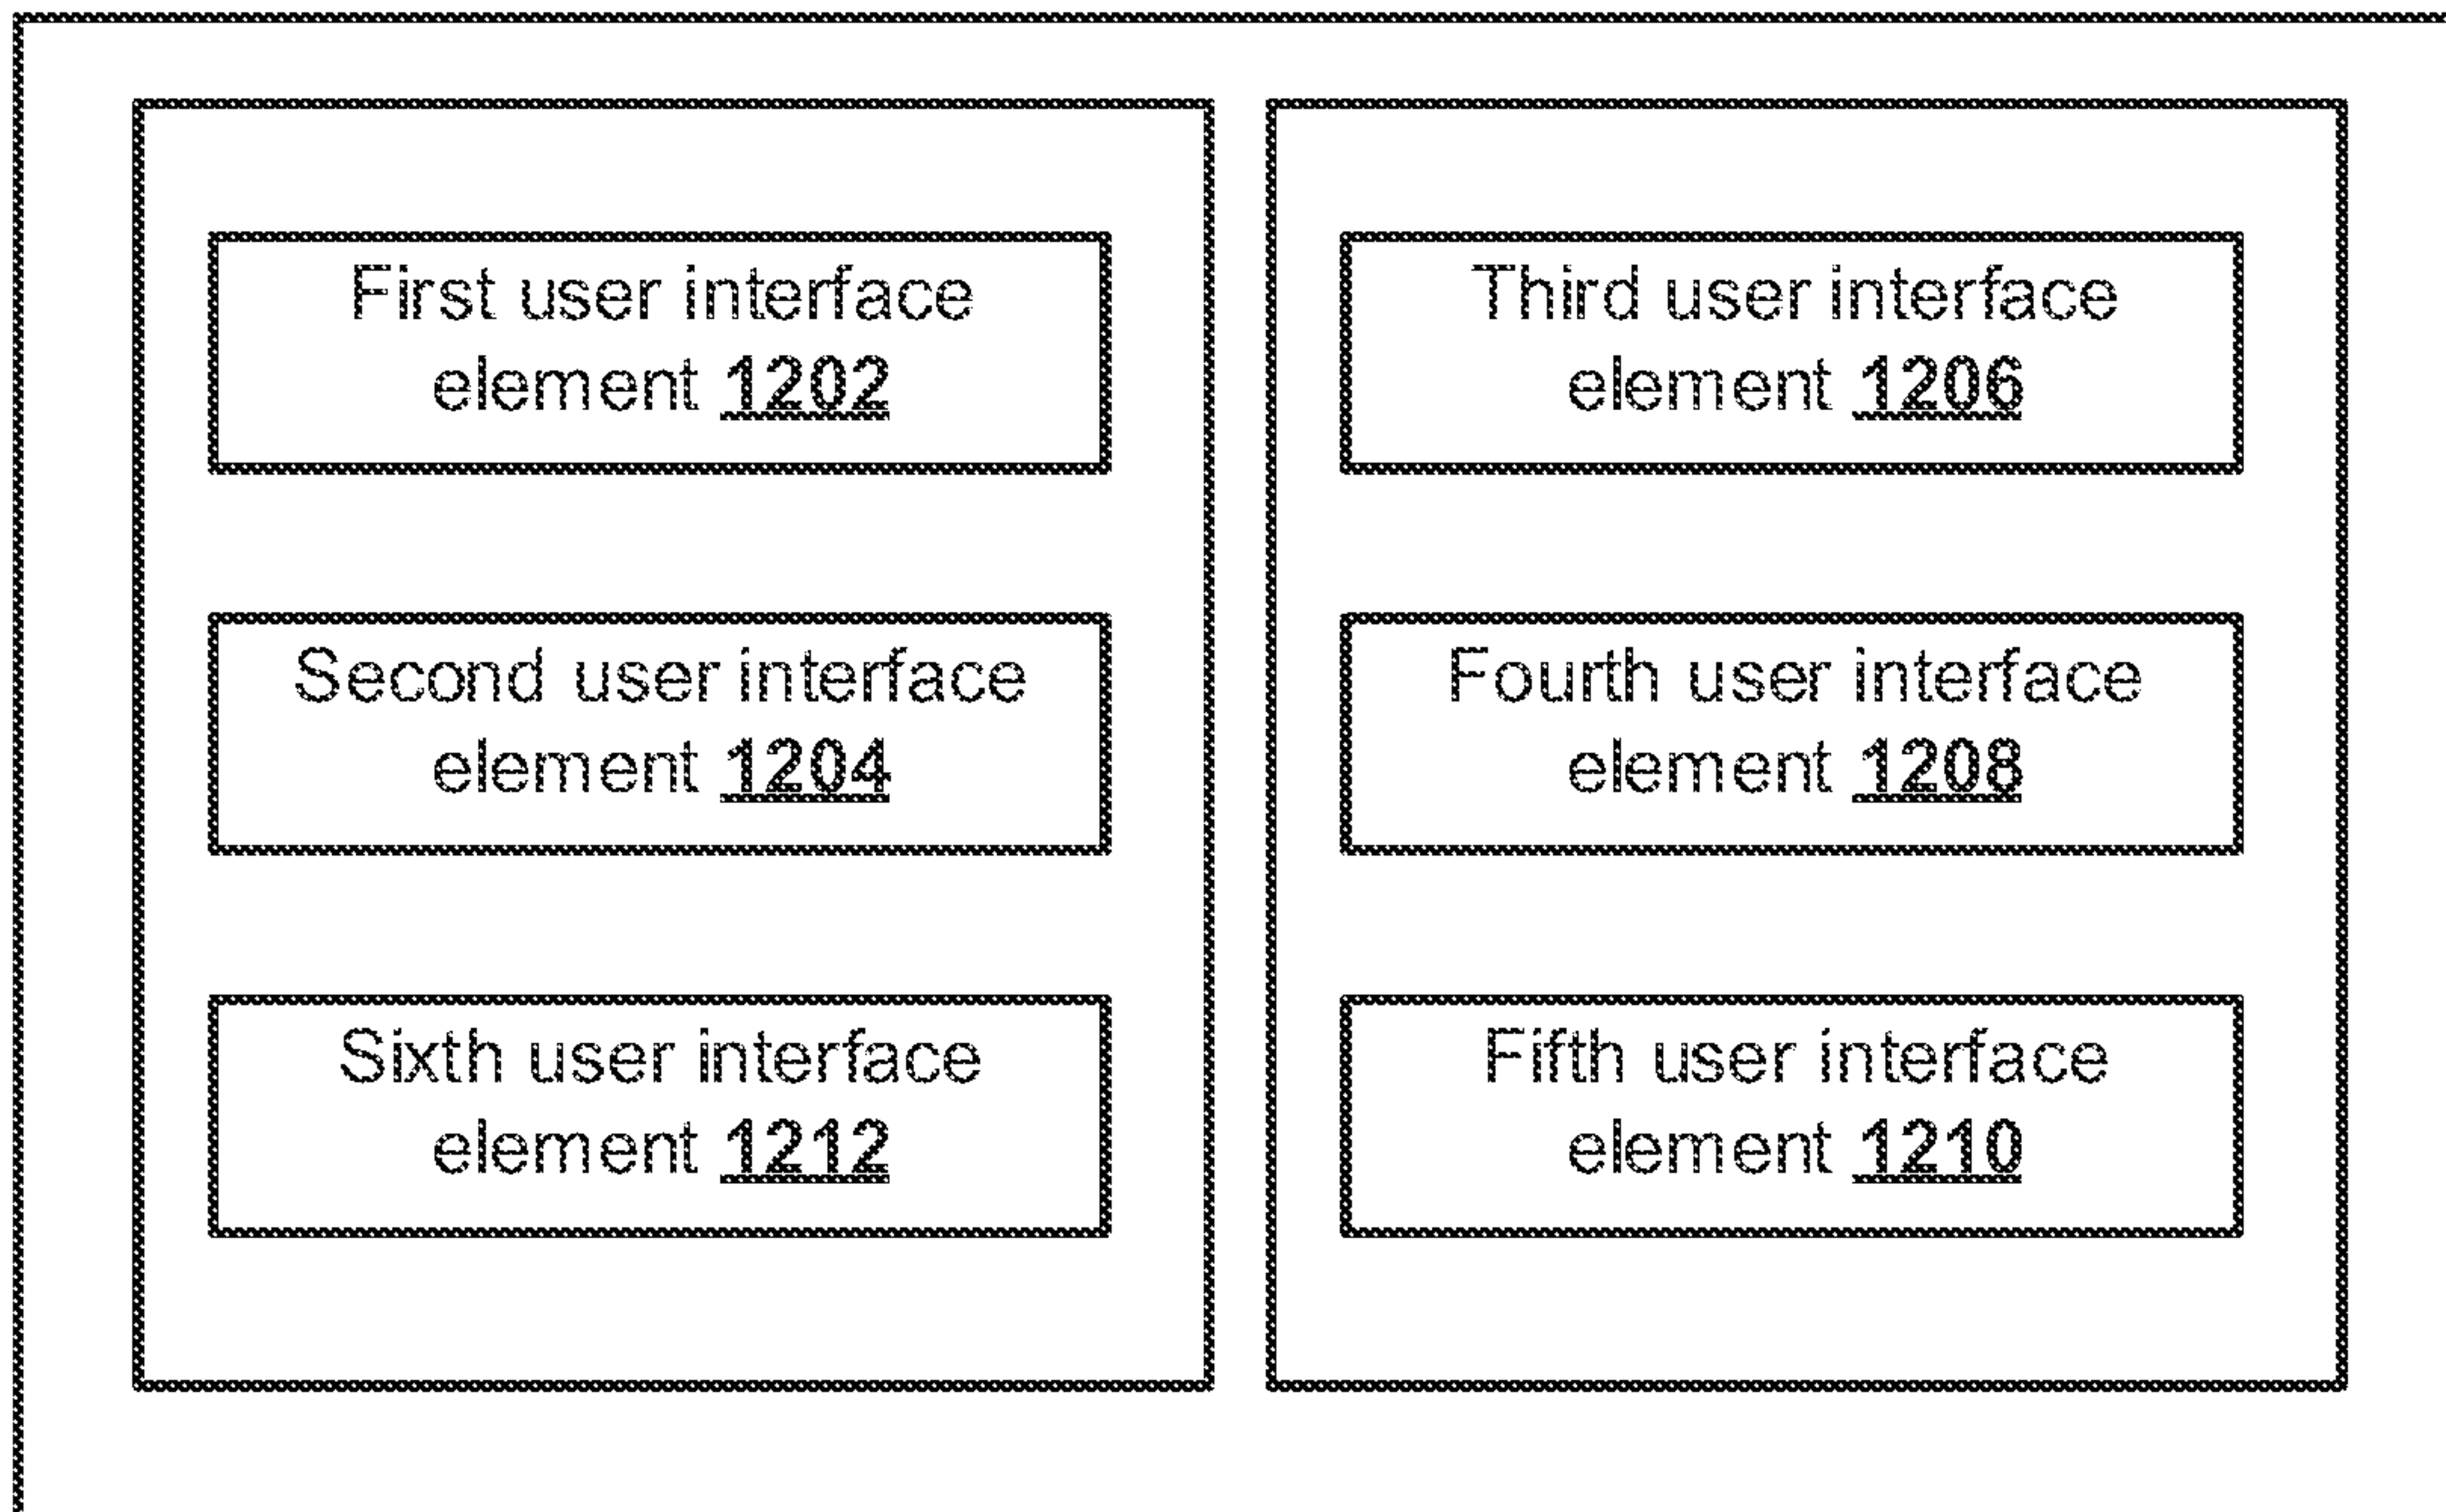 First user interface
element 1202
Second user interface
element 1204
Sixth user interface
element 1212
Third user interface
element 1206
Fourth user interface
element 1208
Fifth user interface
element 1210